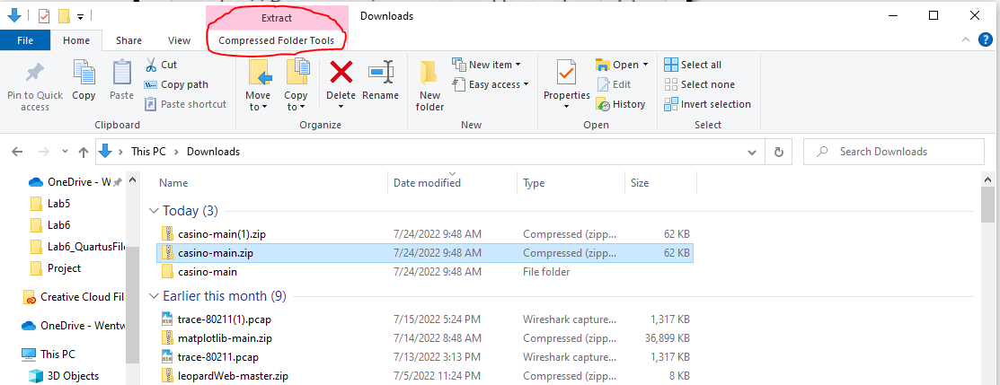 Extract
Downloads
File
Home
Share
View
Compressed Folder Tools
Pin to Quick
access
Copy
Paste
Cut
Copy path
Paste shortcut
Clipboard
Move
to
Copy
to
Delete
Rename
Organize
New
folder
New item
Easy access
New
Properties
Open
Edit
History
Open
Select all
Select none
Invert selection
Select
This PC > Downloads
Search Downloads
OneDrive - Wentw
Lab5
Lab6
Lab6_QuartusFile
Project
Creative Cloud Fil
OneDrive - Wentw
This PC
3D Objects
Name Date modified Type Size
Today (3)
casino-main(1).zip 7/24/2022 9:48 AM Compressed (zipp... 62 KB
casino-main.zip 7/24/2022 9:48 AM Compressed (zipp... 62 KB
casino-main 7/24/2022 9:48 AM File folder
Earlier this month (9)
trace-80211(1).pcap 7/15/2022 5:24 PM Wireshark capture... 1,317 KB
matplotlib-main.zip 7/14/2022 8:48 AM Compressed (zipp... 36,899 KB
trace-80211.pcap 7/13/2022 3:13 PM Wireshark capture... 1,317 KB
leopardWeb-master.zip 7/5/2022 11:24 PM Compressed (zipp... 8 KB